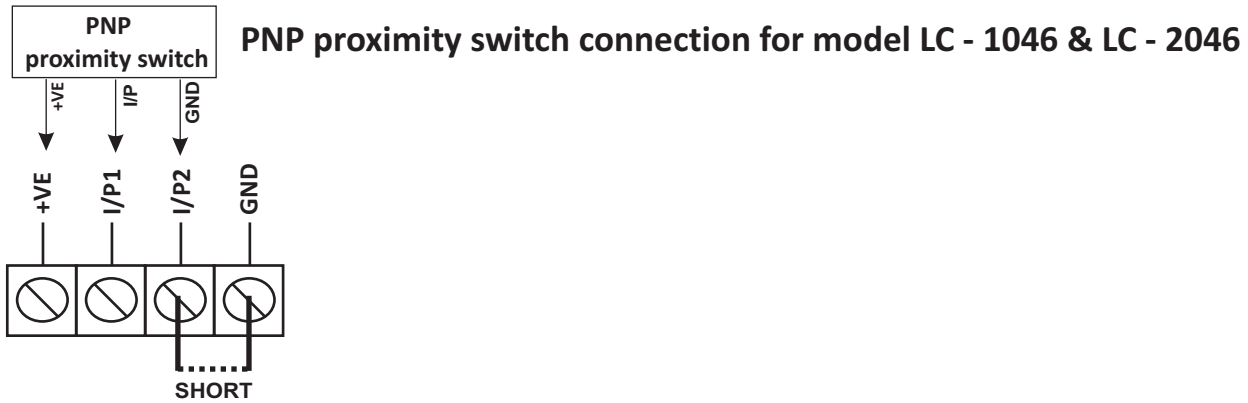 PNP
proximity switch
PNP proximity switch connection for model LC - 1046 & LC - 2046
+VE
I/P
GND
+VE
I/P1
I/P2
GND
SHORT